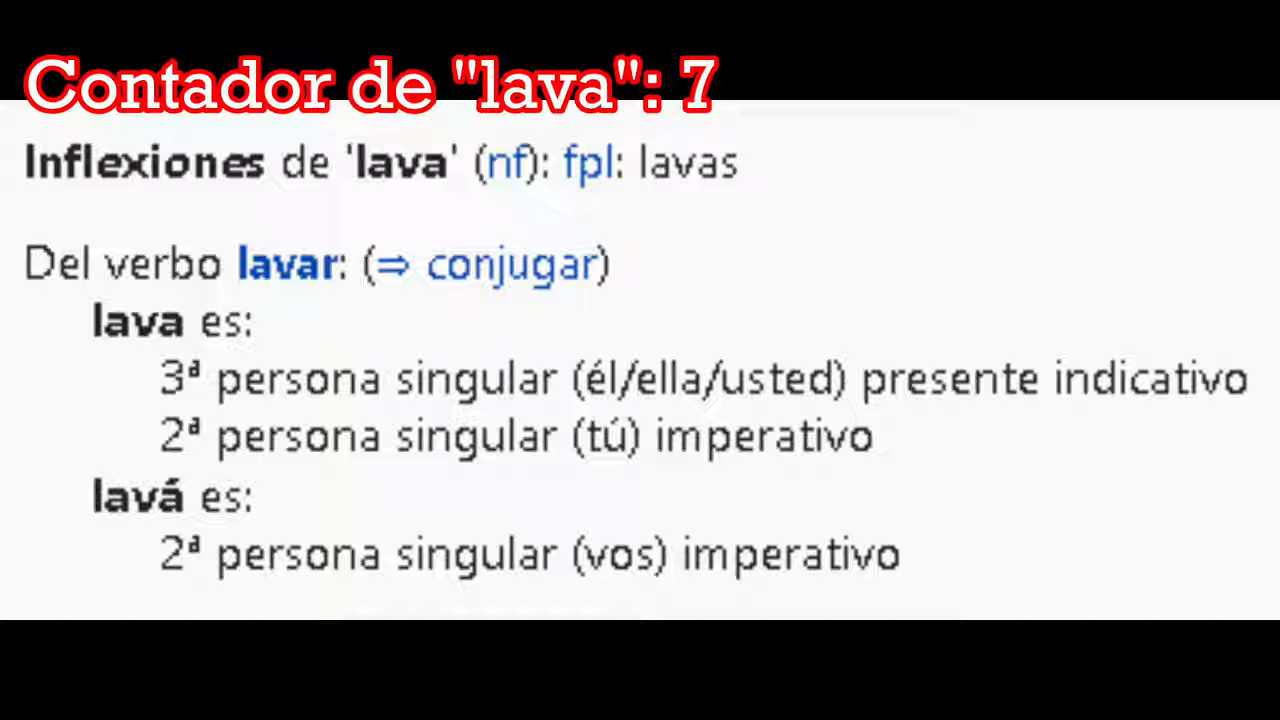 Contador de "lava": 7
Inflexiones de 'lava' (nf): fpl: lavas
Del verbo lavar: (⇒ conjugar)
lava es:
3ª persona singular (él/ella/usted) presente indicativo
2ª persona singular (tú) imperativo
lavá es:
2ª persona singular (vos) imperativo